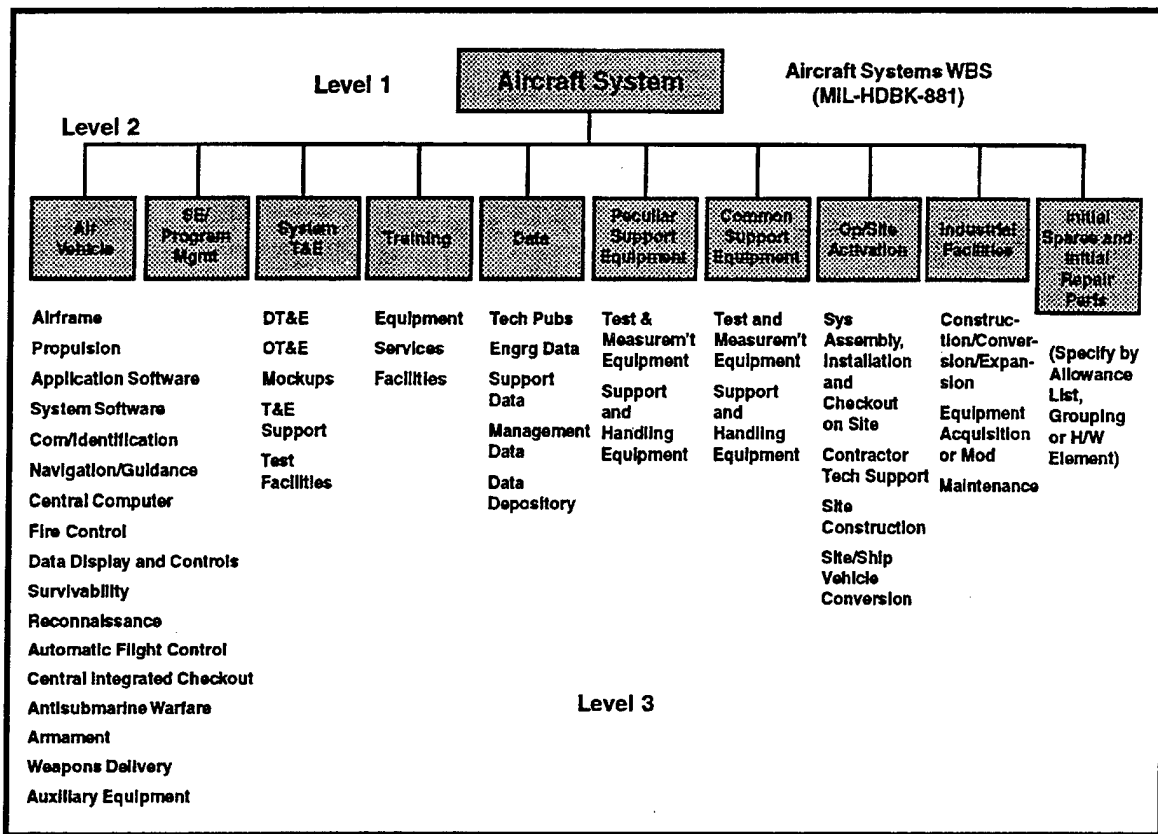 Level 1
Aircraft System
Aircraft Systems WBS
(MIL-HDBK-881)
Level 2
Air
Vehicle
SE/
Program
Mgmt
System
T&E
Training
Data
Peculiar
Support
Equipment
Common
Support
Equipment
Op/Site
Activation
Industrial
Facilities
Initial
Spares and
Initial
Repair
Parts
Airframe
Propulsion
Application Software
System Software
Com/Identification
Navigation/Guidance
Central Computer
Fire Control
Data Display and Controls
Survivability
Reconnaissance
Automatic Flight Control
Central Integrated Checkout
Antisubmarine Warfare
Armament
Weapons Delivery
Auxiliary Equipment
DT&E
OT&E
Mockups
T&E
Support
Test
Facilities
Equipment
Services
Facilities
Tech Pubs
Engrg Data
Support
Data
Management
Data
Data
Depository
Test &
Measurem't
Equipment
Support
and
Handling
Equipment
Test and
Measurem't
Equipment
Support
and
Handling
Equipment
Sys
Assembly,
Installation
and
Checkout
on Site
Contractor
Tech Support
Site
Construction
Site/Ship
Vehicle
Conversion
Construc-
tion/Conver-
sion/Expan-
sion
Equipment
Acquisition
or Mod
Maintenance
(Specify by
Allowance
List,
Grouping
or H/W
Element)
Level 3